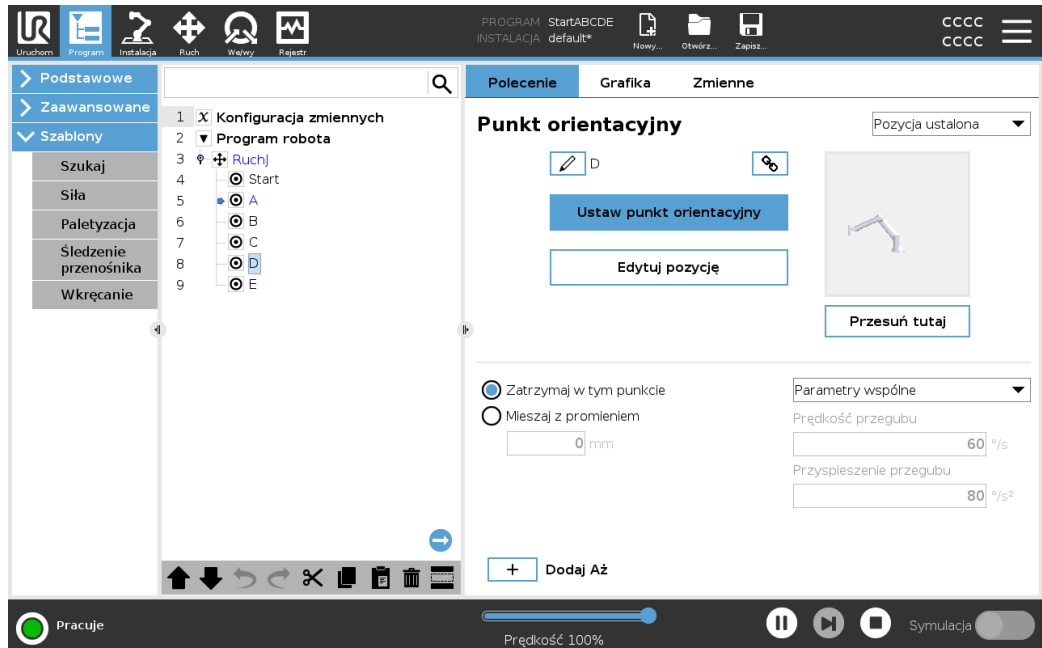 Uruchom
Program
Instalacja
Ruch
We/wy
Rejestr
PROGRAM StartABCDE
INSTALACJA default*
Nowy...
Otwórz...
Zapisz...
CCCC
CCCC
Podstawowe
Zaawansowane
Szablony
Szukaj
Siła
Paletyzacja
Śledzenie
przenośnika
Wkręcanie
1 X Konfiguracja zmiennych
2 Program robota
3 RuchJ
4 Start
5 A
6 B
7 C
8 D
9 E
Polecenie Grafika Zmienne
Punkt orientacyjny
Pozycja ustalona
D
Ustaw punkt orientacyjny
Edytuj pozycję
Przesuń tutaj
Zatrzymaj w tym punkcie
Mieszaj z promieniem
0 mm
Parametry wspólne
Prędkość przegubu
60 °/s
Przyspieszenie przegubu
80 °/s²
+ Dodaj Aż
Pracuje
Prędkość 100%
Symulacja